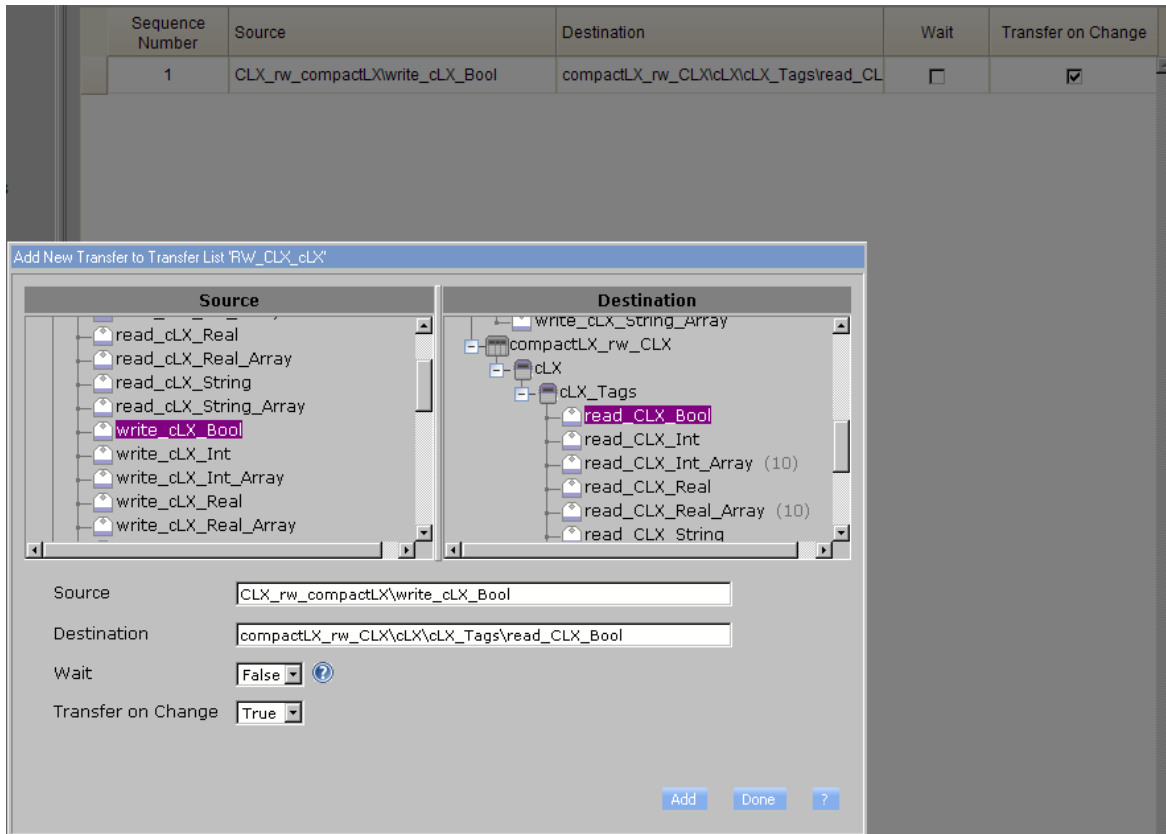 Sequence Number Source Destination Wait Transfer on Change
1 CLX_rw_compactLX\write_cLX_Bool compactLX_rw_CLX\cLX\cLX_Tags\read_CL
Add New Transfer to Transfer List 'RW_CLX_cLX'
Source
read_cLX_Real
read_cLX_Real_Array
read_cLX_String
read_cLX_String_Array
write_cLX_Bool
write_cLX_Int
write_cLX_Int_Array
write_cLX_Real
write_cLX_Real_Array
Destination
write_cLX_String_Array
compactLX_rw_CLX
cLX
cLX_Tags
read_CLX_Bool
read_CLX_Int
read_CLX_Int_Array (10)
read_CLX_Real
read_CLX_Real_Array (10)
read_CLX_String
Source CLX_rw_compactLX\write_cLX_Bool
Destination compactLX_rw_CLX\cLX\cLX_Tags\read_CLX_Bool
Wait False ?
Transfer on Change True
Add Done ?